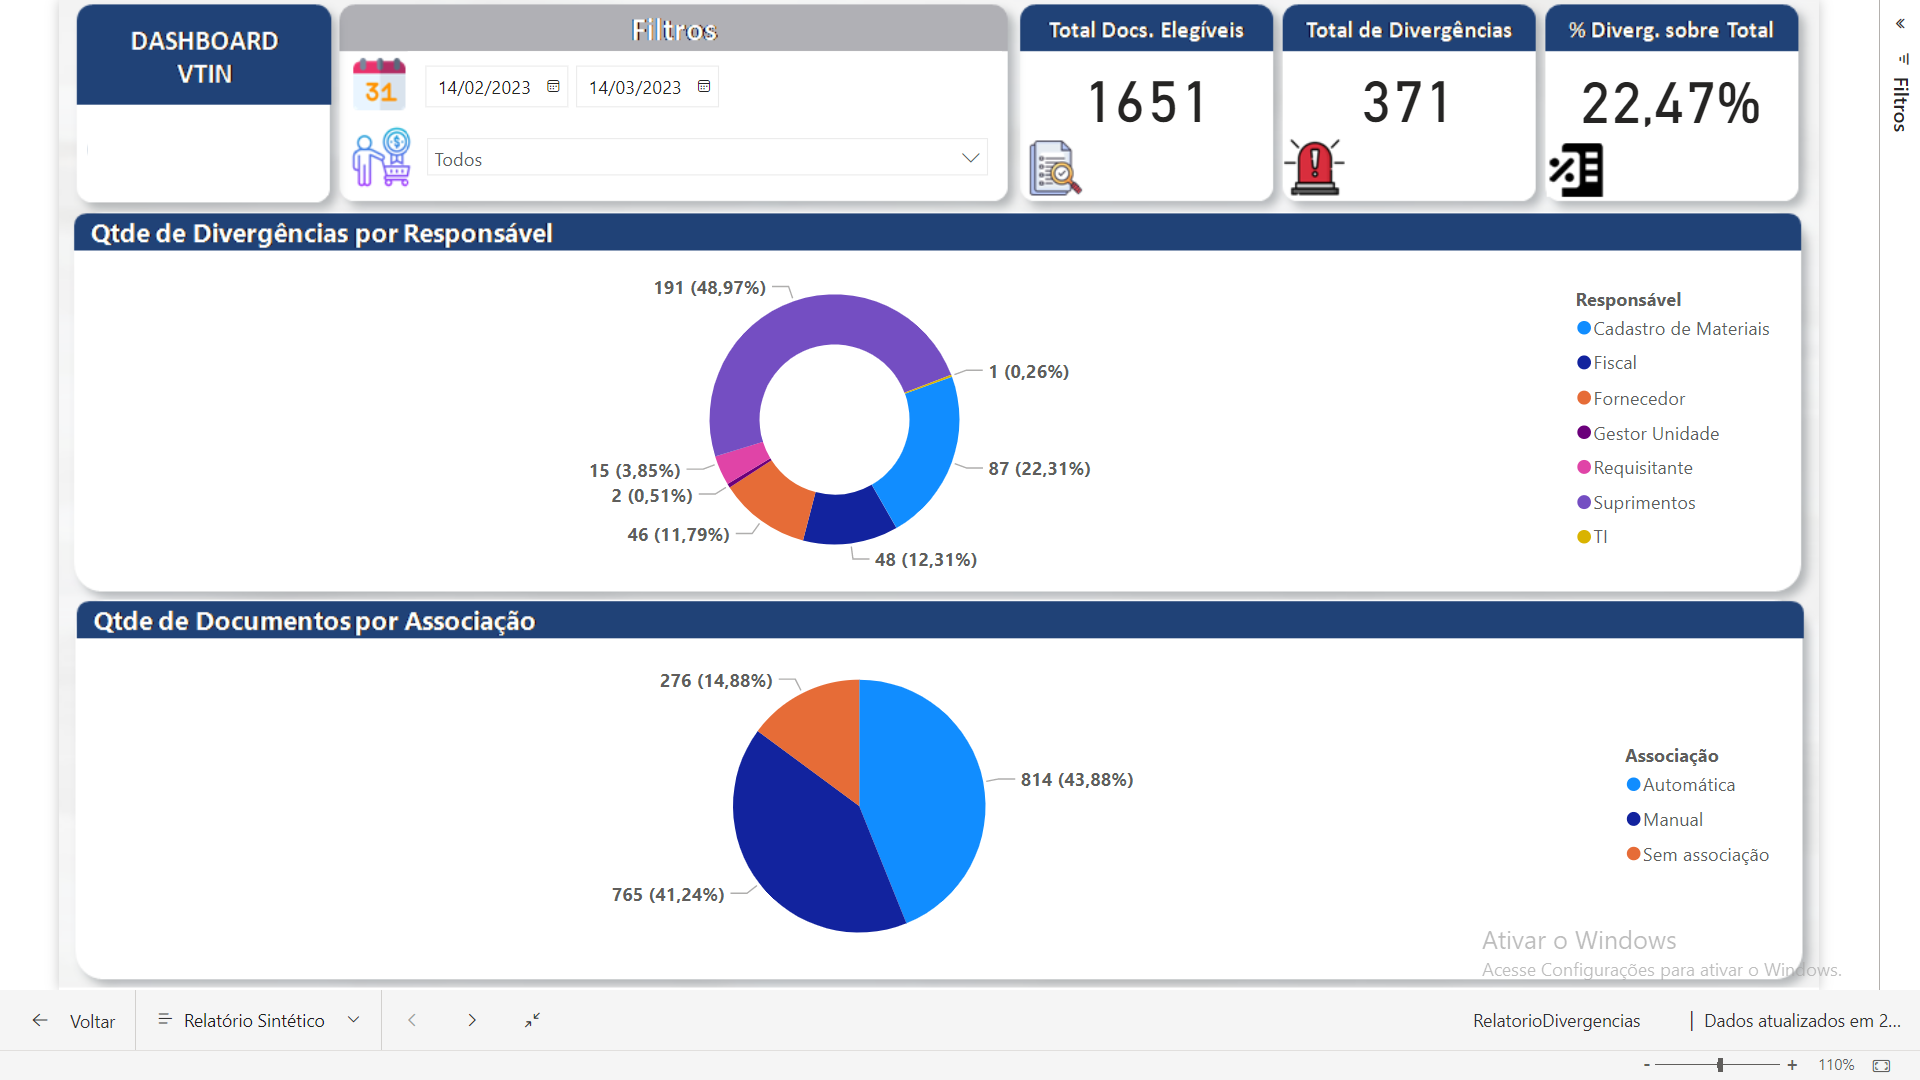 DASHBOARD
VTIN
Filtros
31
14/02/2023
14/03/2023
Todos
Total Docs. Elegíveis
1651
Total de Divergências
371
% Diverg. sobre Total
22,47%
«
Filtros
Qtde de Divergências por Responsável
191 (48,97%)
1 (0,26%)
87 (22,31%)
15 (3,85%)
2 (0,51%)
46 (11,79%)
48 (12,31%)
Responsável
Cadastro de Materiais
Fiscal
Fornecedor
Gestor Unidade
Requisitante
Suprimentos
TI
Qtde de Documentos por Associação
276 (14,88%)
814 (43,88%)
765 (41,24%)
Associação
Automática
Manual
Sem associação
Ativar o Windows
Acesse Configurações para ativar o Windows.
Voltar
Relatório Sintético
RelatorioDivergencias
| Dados atualizados em 2...
- + 110%